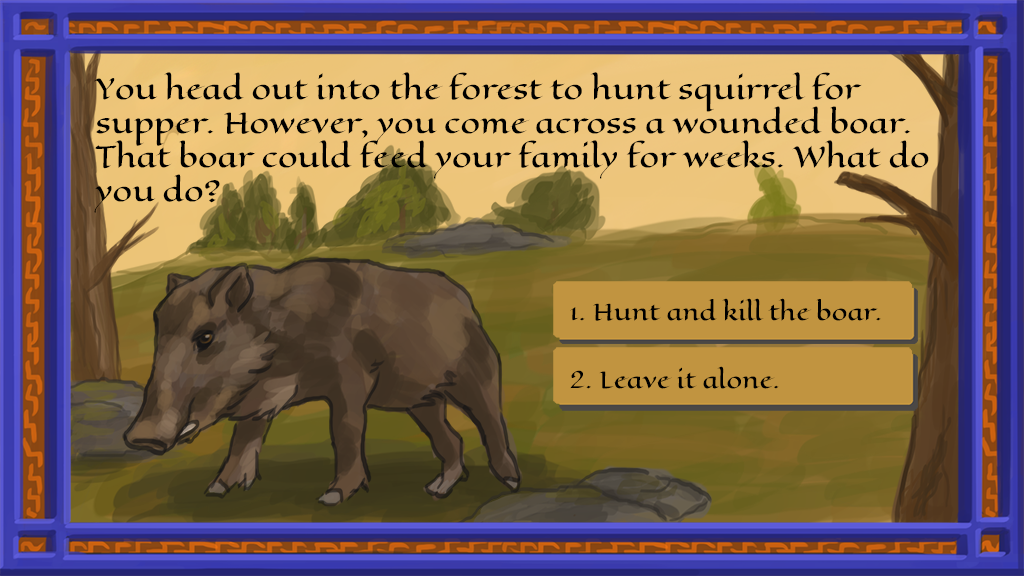 You head out into the forest to hunt squirrel for
supper. However, you come across a wounded boar.
That boar could feed your family for weeks. What do
you do?
1. Hunt and kill the boar.
2. Leave it alone.